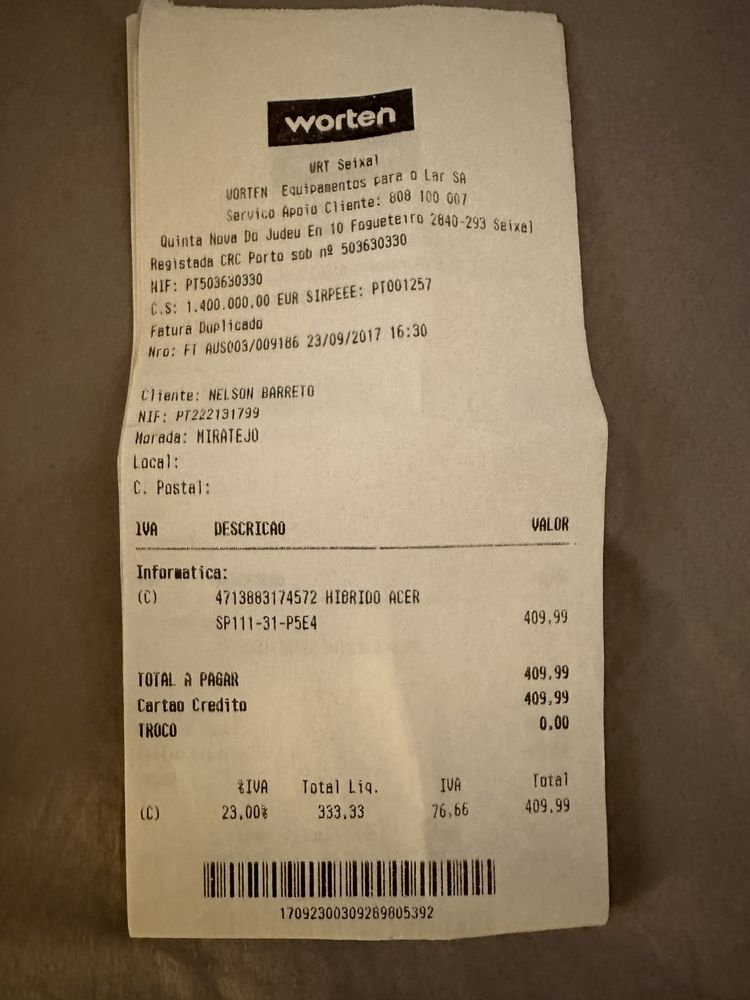 worten
WRT Seixal
WORTEN Equipamentos para o Lar SA
Servico Apoio Cliente: 808 100 007
Quinta Nova Do Judeu En 10 Fogueteiro 2840-293 Seixal
Registada CRC Porto sob nº 503630330
NIF: PT503630330
C.S: 1.400.000,00 EUR SIRPEEE: PT001257
Fatura Duplicado
Nro: FT AUS003/009186 23/09/2017 16:30
Cliente: NELSON BARRETO
NIF: PT222131799
Morada: MIRATEJO
Local:
C. Postal:
IVA DESCRICAO VALOR
Informatica:
(C) 4713883174572 HIBRIDO ACER
SP111-31-P5E4 409,99
TOTAL A PAGAR 409,99
Cartao Credito 409,99
TROCO 0,00
%IVA Total Liq. IVA Total
(C) 23,00% 333,33 76,66 409,99
17092300309269805392